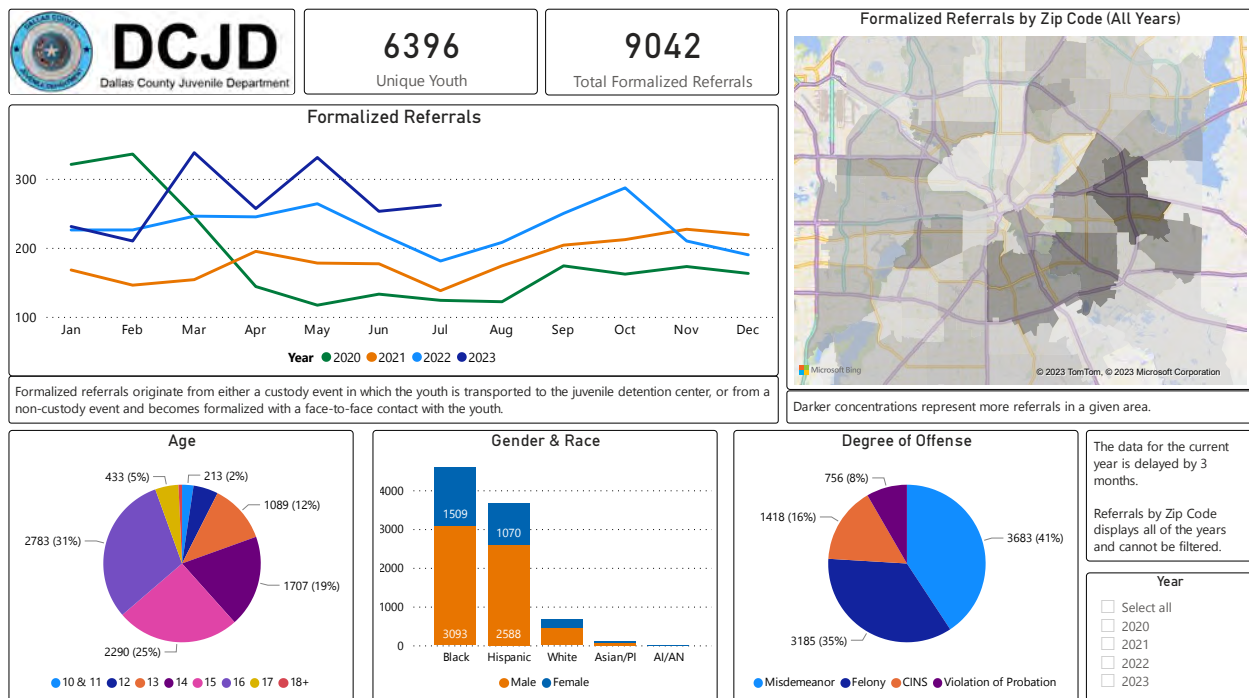 DCJD
Dallas County Juvenile Department
6396
Unique Youth
9042
Total Formalized Referrals
Formalized Referrals by Zip Code (All Years)
Microsoft Bing
© 2023 TomTom, © 2023 Microsoft Corporation
Darker concentrations represent more referrals in a given area.
Formalized Referrals
300
200
100
Jan Feb Mar Apr May Jun Jul Aug Sep Oct Nov Dec
Year 2020 2021 2022 2023
Formalized referrals originate from either a custody event in which the youth is transported to the juvenile detention center, or from a
non-custody event and becomes formalized with a face-to-face contact with the youth.
Age
433 (5%)
213 (2%)
1089 (12%)
2783 (31%)
1707 (19%)
2290 (25%)
10 & 11 12 13 14 15 16 17 18+
Gender & Race
4000
3000
2000
1000
0
1509
1070
3093
2588
Black Hispanic White Asian/PI AI/AN
Male Female
Degree of Offense
756 (8%)
1418 (16%)
3683 (41%)
3185 (35%)
Misdemeanor Felony CINS Violation of Probation
The data for the current
year is delayed by 3
months.
Referrals by Zip Code
displays all of the years
and cannot be filtered.
Year
Select all
2020
2021
2022
2023